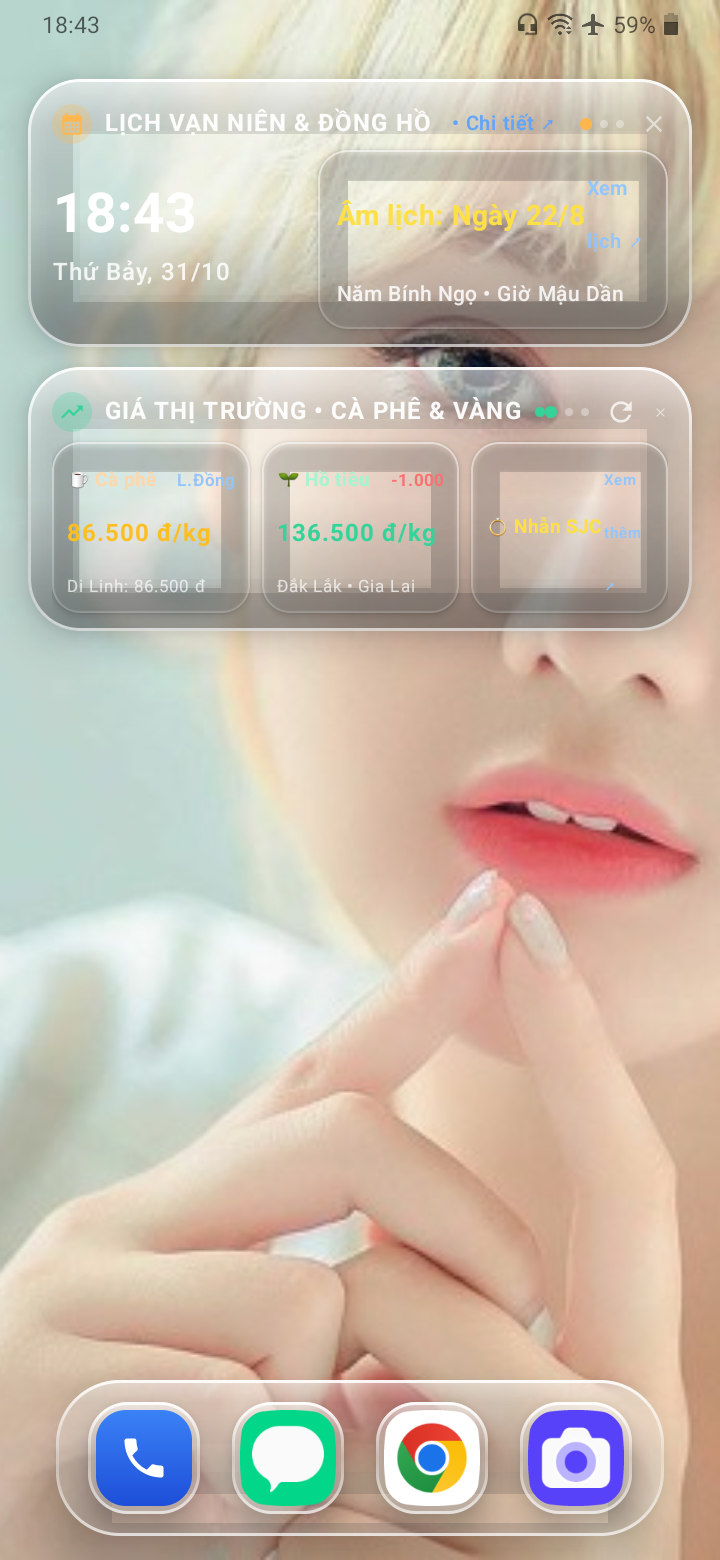 18:43
59%
LỊCH VẠN NIÊN & ĐỒNG HỒ • Chi tiết ↗
18:43
Thứ Bảy, 31/10
Âm lịch: Ngày 22/8
Xem
lịch ↗
Năm Bính Ngọ • Giờ Mậu Dần
GIÁ THỊ TRƯỜNG • CÀ PHÊ & VÀNG
Cà phê L.Đồng
86.500 đ/kg
Di Linh: 86.500 đ
Hồ tiêu -1.000
136.500 đ/kg
Đắk Lắk • Gia Lai
Nhẫn SJC
Xem
thêm
↗